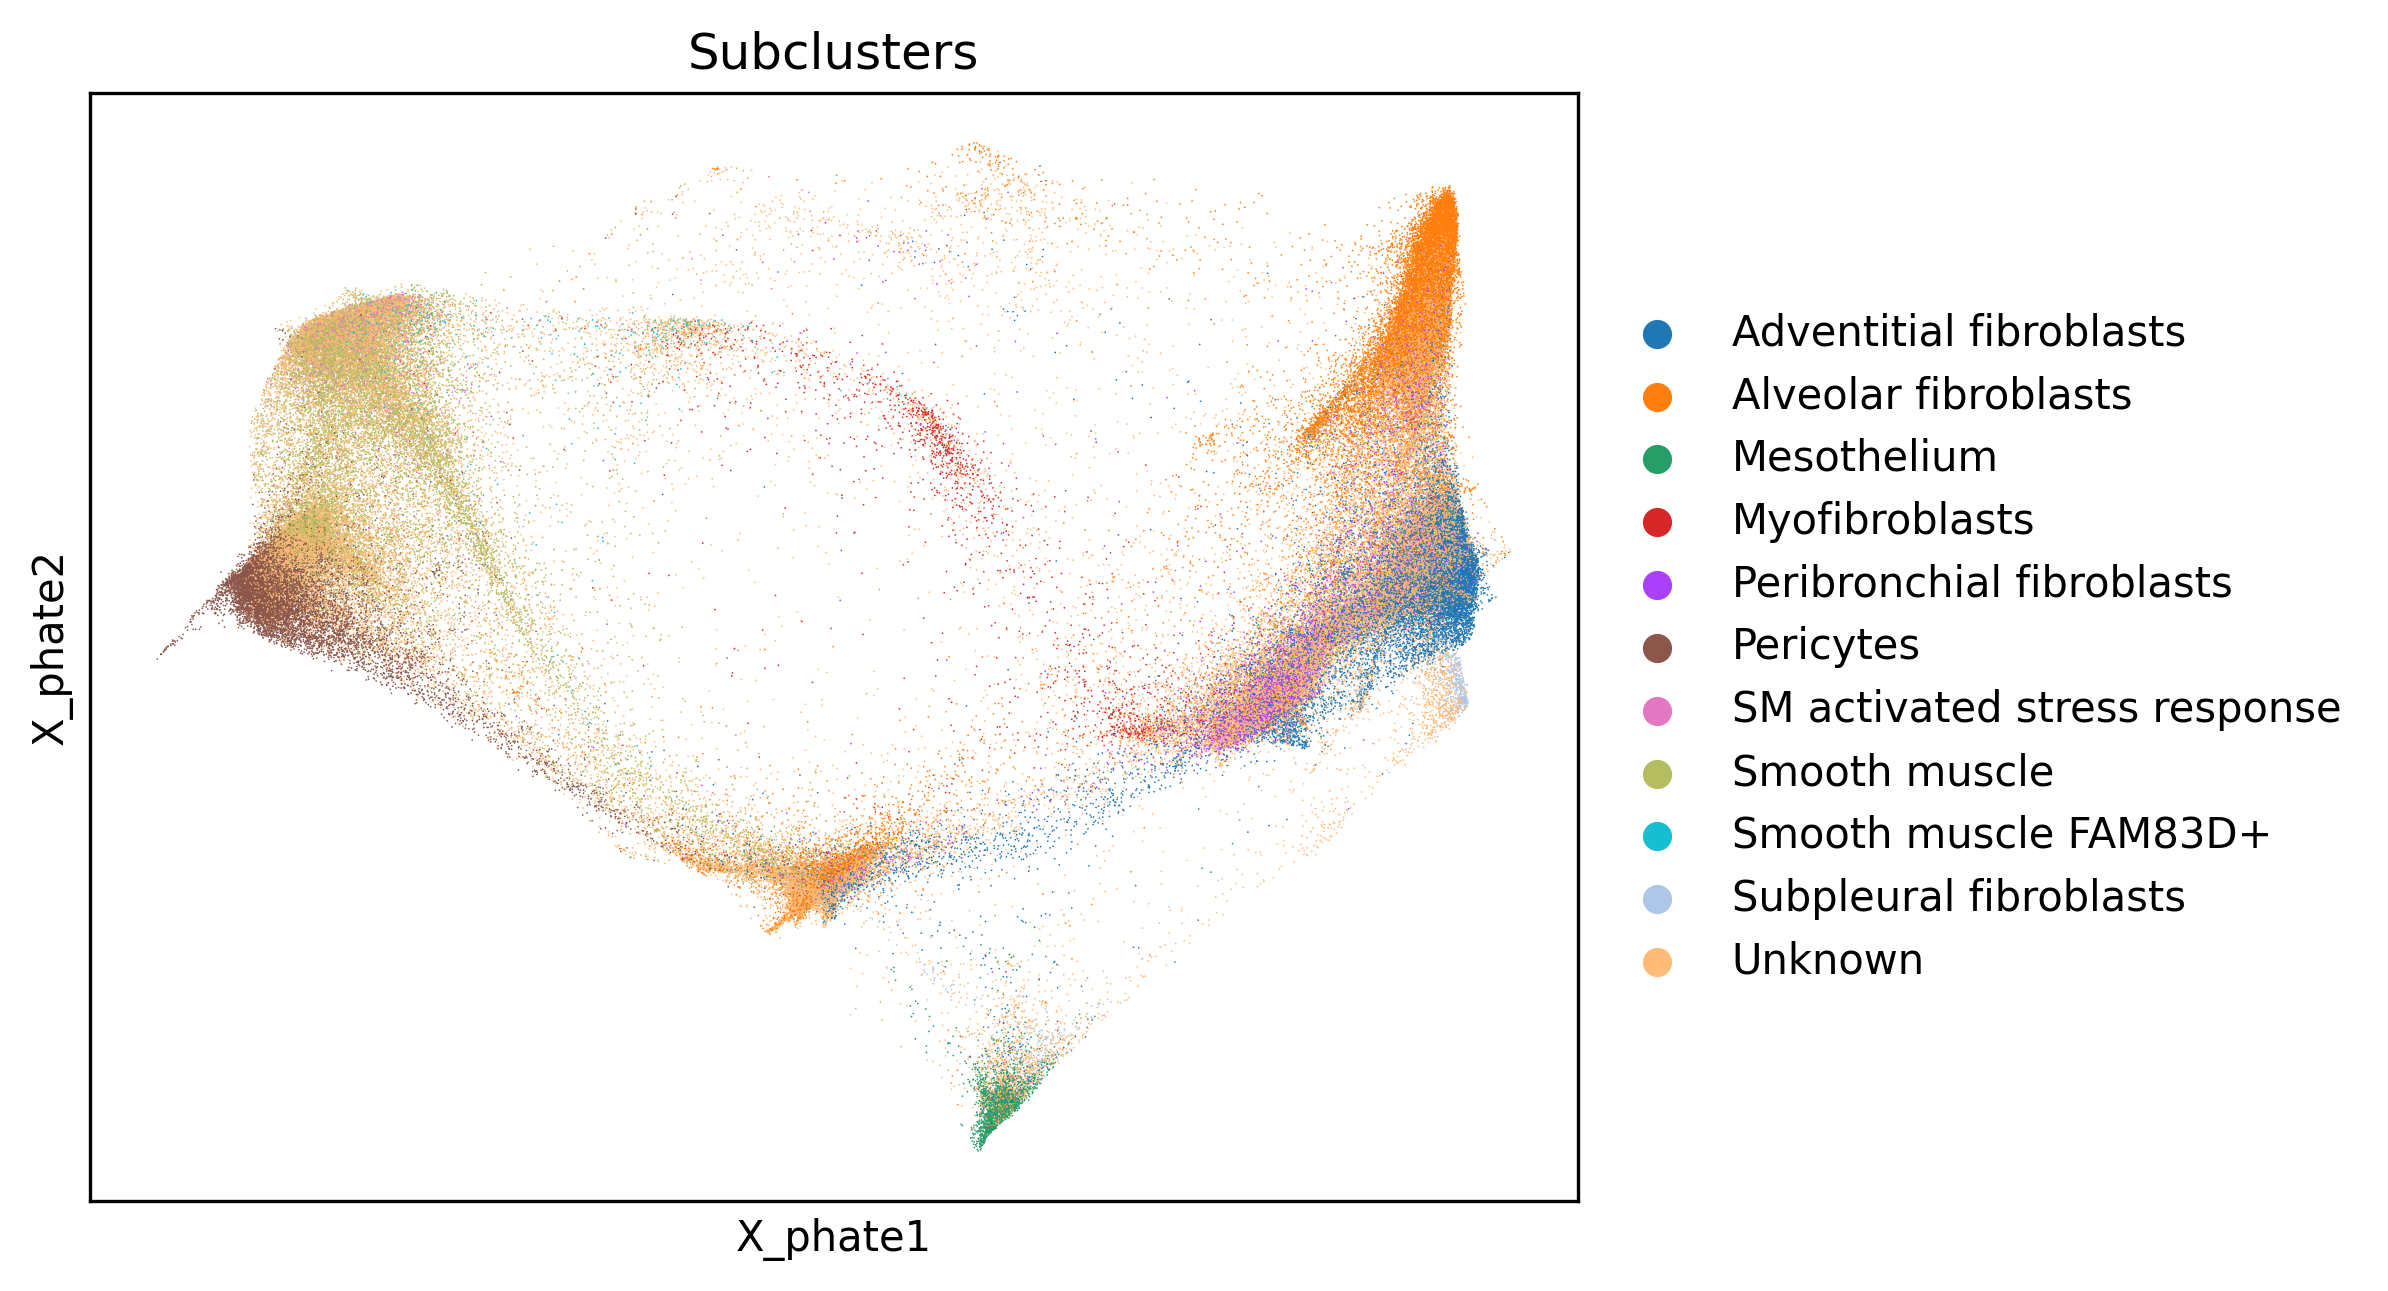 Subclusters
X_phate2
X_phate1
Adventitial fibroblasts
Alveolar fibroblasts
Mesothelium
Myofibroblasts
Peribronchial fibroblasts
Pericytes
SM activated stress response
Smooth muscle
Smooth muscle FAM83D+
Subpleural fibroblasts
Unknown